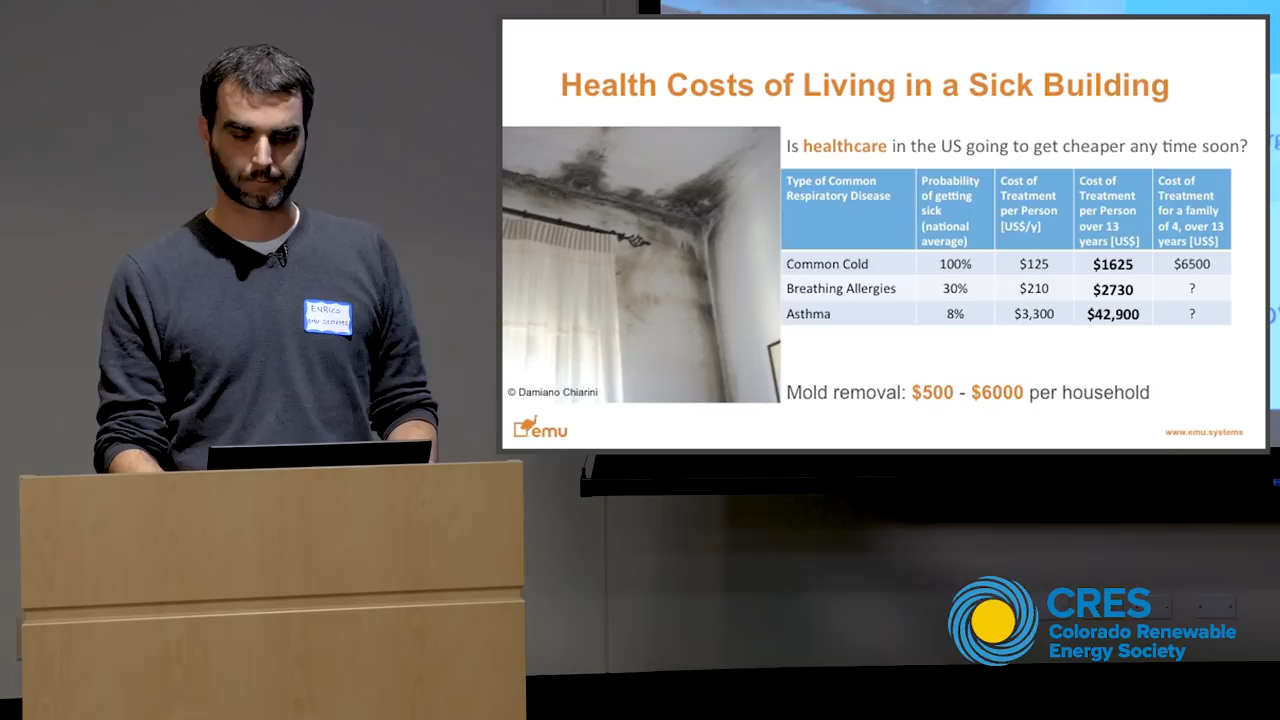 Health Costs of Living in a Sick Building
Is healthcare in the US going to get cheaper any time soon?
Type of Common Respiratory Disease
Probability of getting sick (national average)
Cost of Treatment per Person [US$/y]
Cost of Treatment per Person over 13 years [US$]
Cost of Treatment for a family of 4, over 13 years [US$]
Common Cold 100% $125 $1625 $6500
Breathing Allergies 30% $210 $2730 ?
Asthma 8% $3,300 $42,900 ?
© Damiano Chiarini
Mold removal: $500 - $6000 per household
emu
www.emu.systems
ENRICO
EMU SYSTEMS
CRES
Colorado Renewable
Energy Society